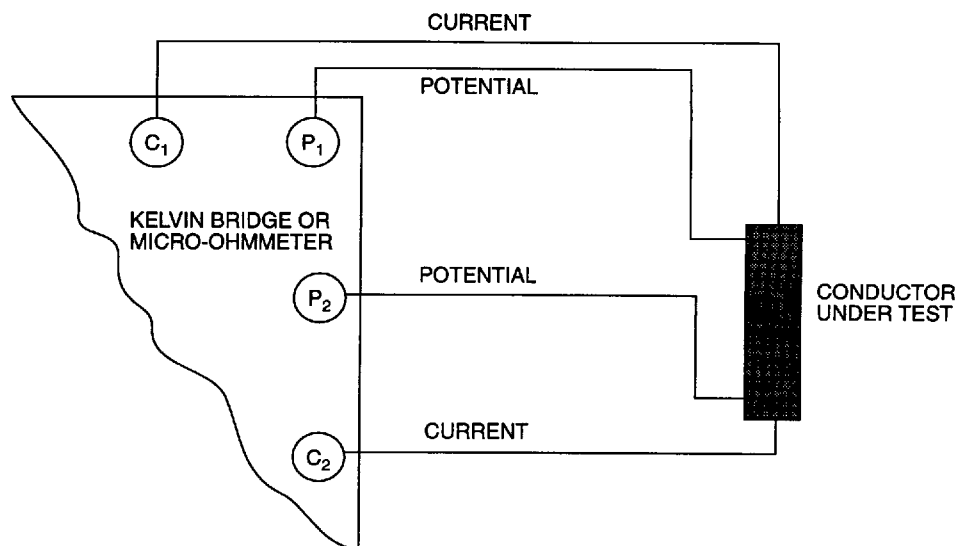 CURRENT
POTENTIAL
C₁
P₁
KELVIN BRIDGE OR
MICRO-OHMMETER
POTENTIAL
P₂
CONDUCTOR
UNDER TEST
CURRENT
C₂